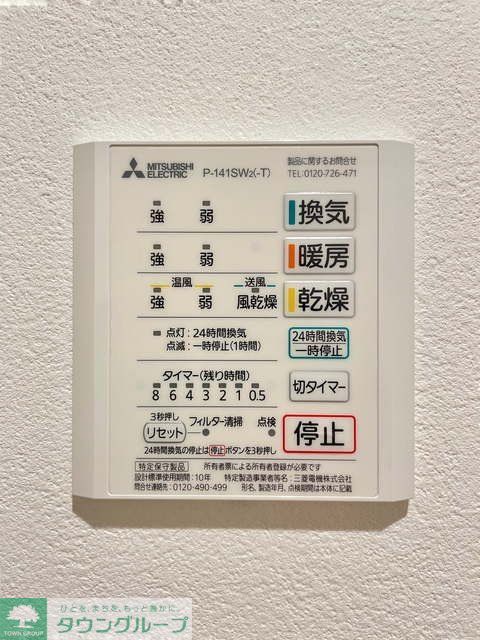 MITSUBISHI ELECTRIC P-141SW₂(-T)
製品に関するお問合せ
TEL:0120-726-471
強 弱 換気
強 弱 暖房
温風 送風
強 弱 風乾燥 乾燥
点灯:24時間換気
点滅:一時停止(1時間)
24時間換気
一時停止
タイマー(残り時間)
8 6 4 3 2 1 0.5
切タイマー
3秒押し
リセット フィルター清掃 点検
停止
24時間換気の停止は停止ボタンを3秒押し
特定保守製品 所有者票による所有者登録が必要です
設計標準使用期間:10年 特定製造事業者等名:三菱電機株式会社
問合せ連絡先:0120-490-499 形名、製造年月、点検期間は本体に記載
TOWN GROUP
ひとを、まちを、もっと豊かに。
タウングループ